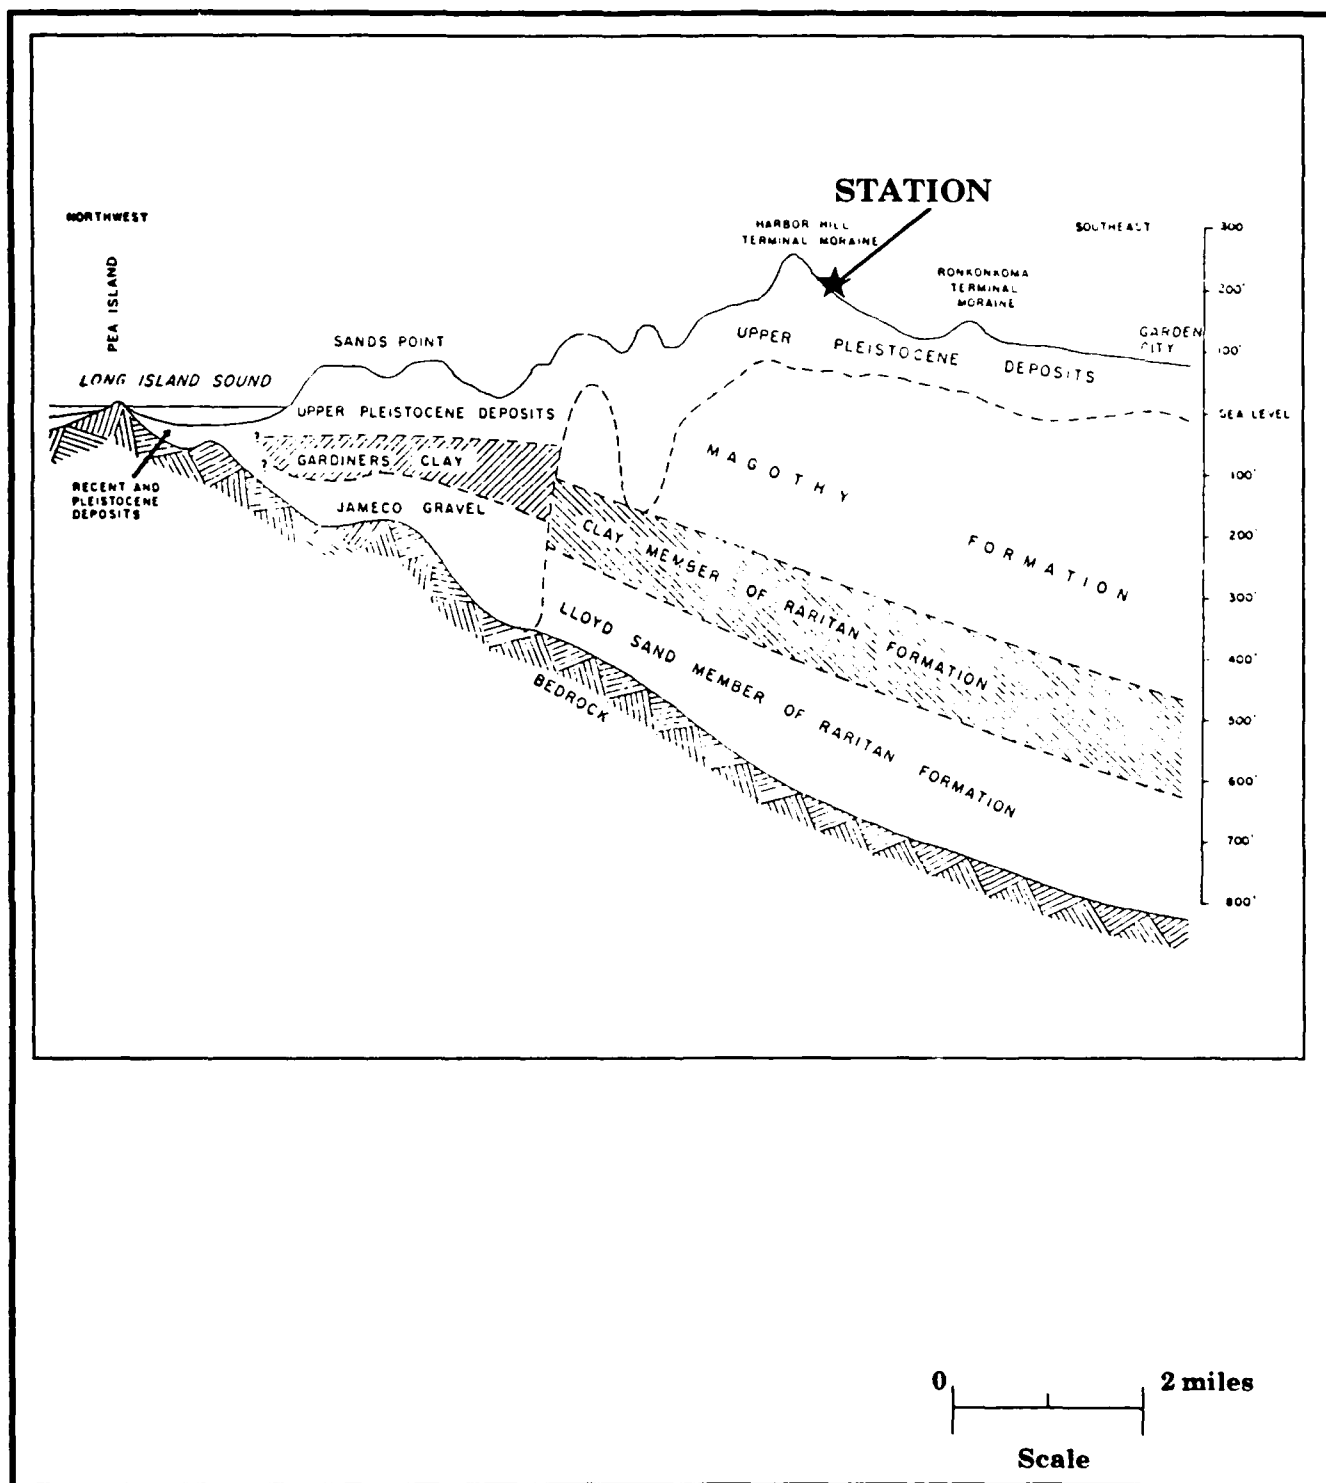 STATION
NORTHWEST
HARBOR HILL
TERMINAL MORAINE
SOUTHEAST
300
PEA ISLAND
RONKONKOMA
TERMINAL
MORAINE
200'
SANDS POINT
UPPER PLEISTOCENE DEPOSITS
GARDEN
CITY
100'
LONG ISLAND SOUND
UPPER PLEISTOCENE DEPOSITS
SEA LEVEL
?
GARDINERS CLAY
?
MAGOTHY
FORMATION
100'
RECENT AND
PLEISTOCENE
DEPOSITS
JAMECO GRAVEL
CLAY MEMBER OF RARITAN FORMATION
200'
300'
LLOYD SAND MEMBER OF RARITAN FORMATION
400'
BEDROCK
500'
600'
700'
800'
0
2 miles
Scale